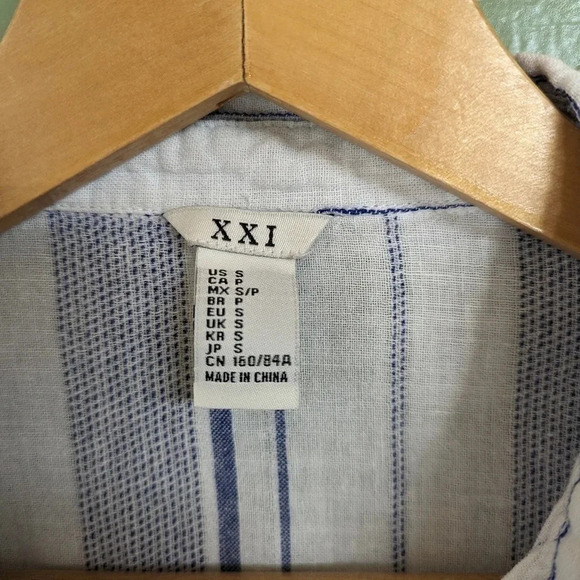 XXI
US S
CA P
MX S/P
BR P
EU S
UK S
KR S
JP S
CN 160/84A
MADE IN CHINA